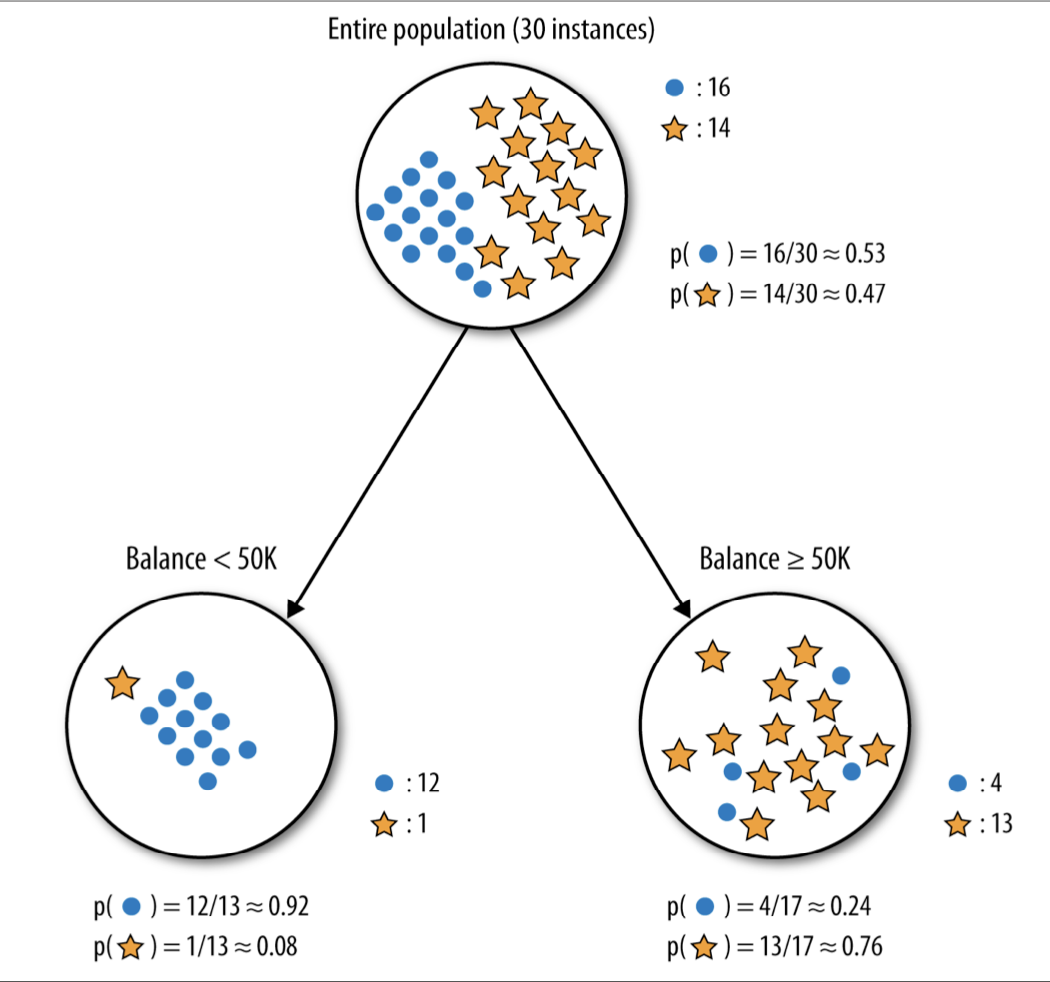 Entire population (30 instances)
: 16
: 14
p( ) = 16/30 ≈ 0.53
p( ) = 14/30 ≈ 0.47
Balance < 50K
: 12
: 1
p( ) = 12/13 ≈ 0.92
p( ) = 1/13 ≈ 0.08
Balance ≥ 50K
: 4
: 13
p( ) = 4/17 ≈ 0.24
p( ) = 13/17 ≈ 0.76